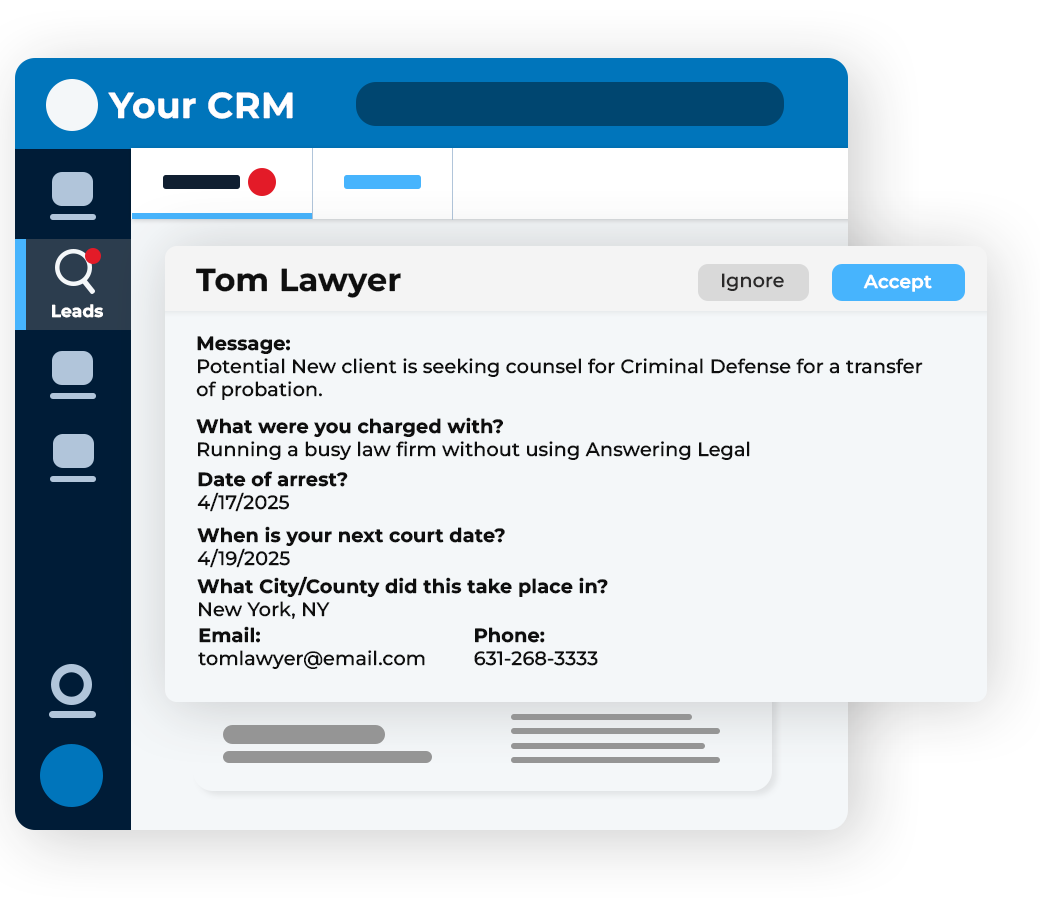 Your CRM
Leads
Tom Lawyer
Ignore
Accept
Message:
Potential New client is seeking counsel for Criminal Defense for a transfer
of probation.
What were you charged with?
Running a busy law firm without using Answering Legal
Date of arrest?
4/17/2025
When is your next court date?
4/19/2025
What City/County did this take place in?
New York, NY
Email:
tomlawyer@email.com
Phone:
631-268-3333